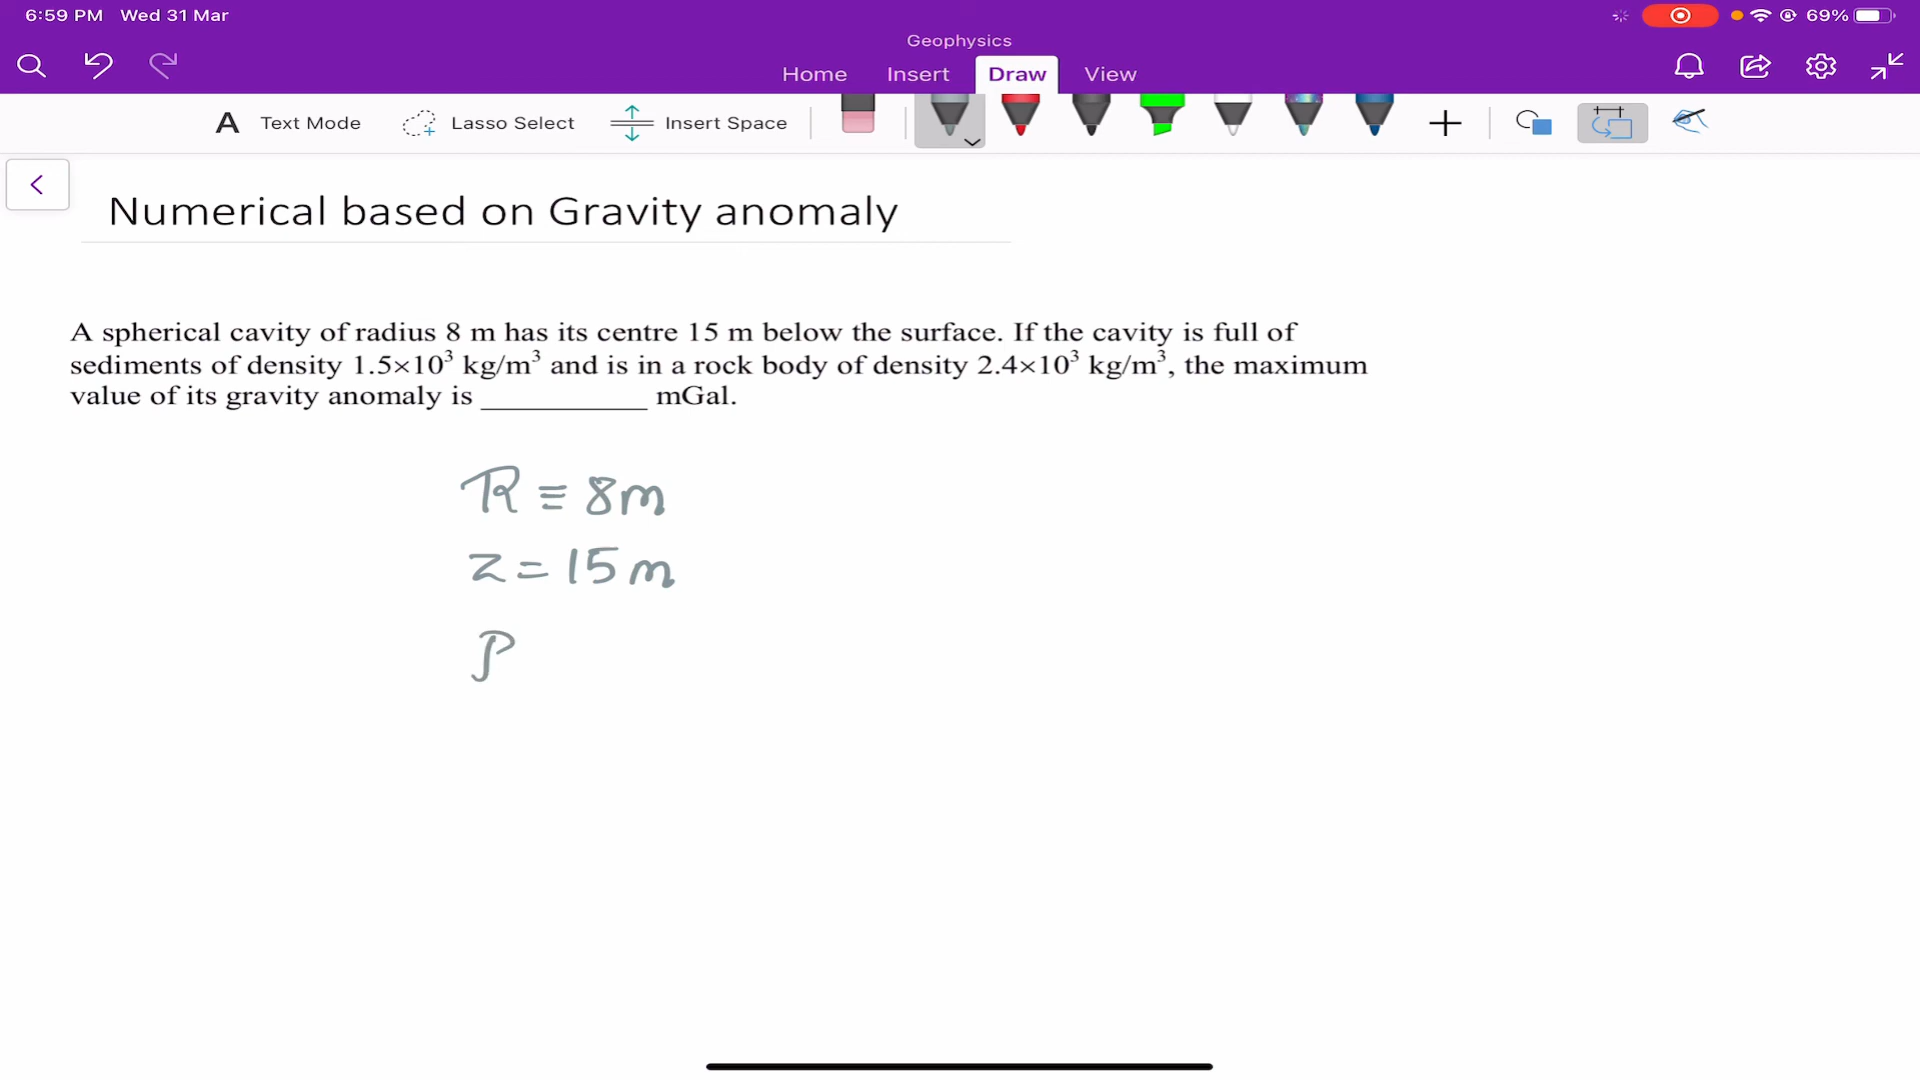 6:59 PM Wed 31 Mar
69%
Geophysics
Home Insert Draw View
A Text Mode Lasso Select Insert Space
Numerical based on Gravity anomaly
A spherical cavity of radius 8 m has its centre 15 m below the surface. If the cavity is full of
sediments of density 1.5×10³ kg/m³ and is in a rock body of density 2.4×10³ kg/m³, the maximum
value of its gravity anomaly is ___________ mGal.
R ≡ 8m
z = 15m
ρ